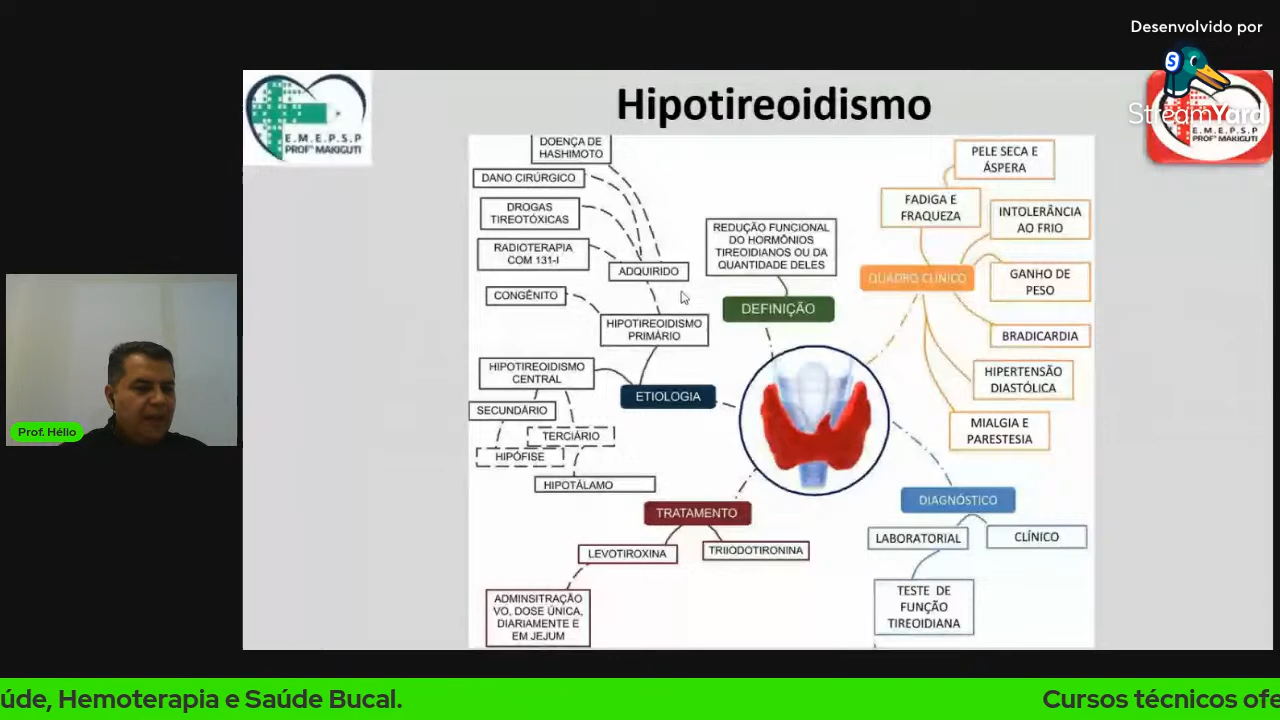 Desenvolvido por
StreamYard
Hipotireoidismo
E.M.E.P.S.P
PROFª MAKIGUTI
E.M.E.P.S.P
PROFª MAKIGUTI
DOENÇA DE
HASHIMOTO
DANO CIRÚRGICO
DROGAS
TIREOTÓXICAS
RADIOTERAPIA
COM 131-I
ADQUIRIDO
CONGÊNITO
HIPOTIREOIDISMO
PRIMÁRIO
HIPOTIREOIDISMO
CENTRAL
ETIOLOGIA
SECUNDÁRIO
TERCIÁRIO
HIPÓFISE
HIPOTÁLAMO
REDUÇÃO FUNCIONAL
DO HORMÔNIOS
TIREOIDIANOS OU DA
QUANTIDADE DELES
DEFINIÇÃO
PELE SECA E
ÁSPERA
FADIGA E
FRAQUEZA
INTOLERÂNCIA
AO FRIO
QUADRO CLÍNICO
GANHO DE
PESO
BRADICARDIA
HIPERTENSÃO
DIASTÓLICA
MIALGIA E
PARESTESIA
TRATAMENTO
LEVOTIROXINA
TRIIODOTIRONINA
ADMINSITRAÇÃO
VO, DOSE ÚNICA,
DIARIAMENTE E
EM JEJUM
DIAGNÓSTICO
LABORATORIAL
CLÍNICO
TESTE DE
FUNÇÃO
TIREOIDIANA
Prof. Hélio
úde, Hemoterapia e Saúde Bucal.
Cursos técnicos ofe